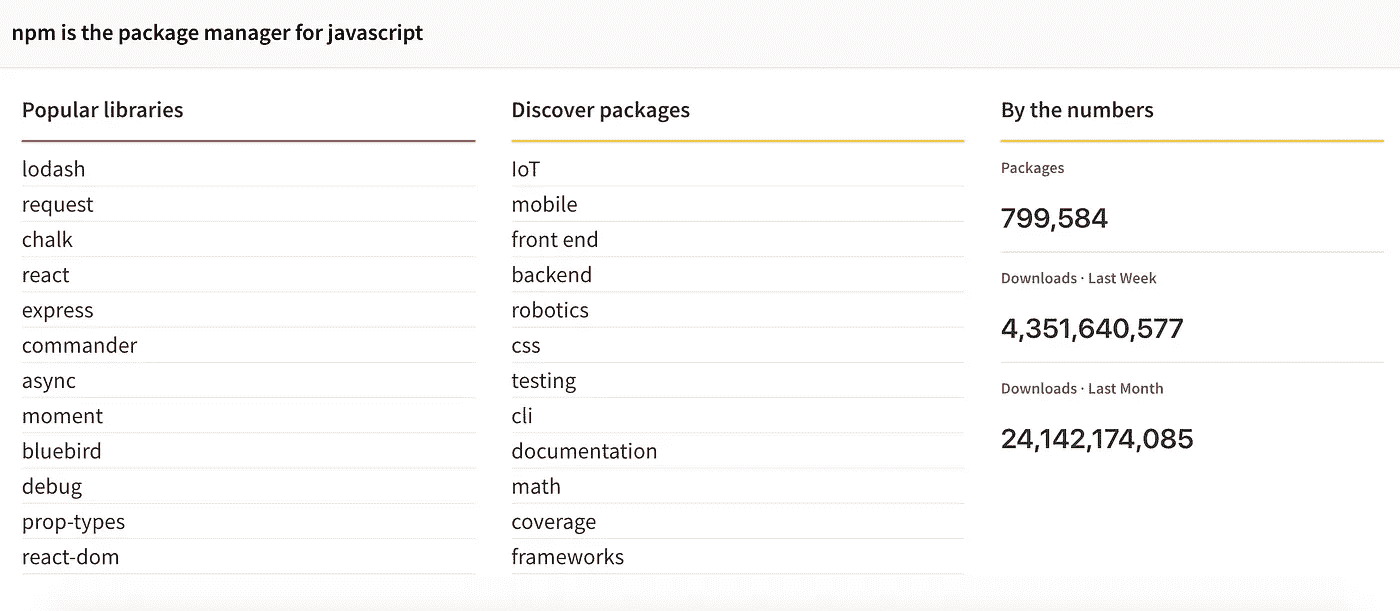 npm is the package manager for javascript
Popular libraries
lodash
request
chalk
react
express
commander
async
moment
bluebird
debug
prop-types
react-dom
Discover packages
IoT
mobile
front end
backend
robotics
css
testing
cli
documentation
math
coverage
frameworks
By the numbers
Packages
799,584
Downloads · Last Week
4,351,640,577
Downloads · Last Month
24,142,174,085